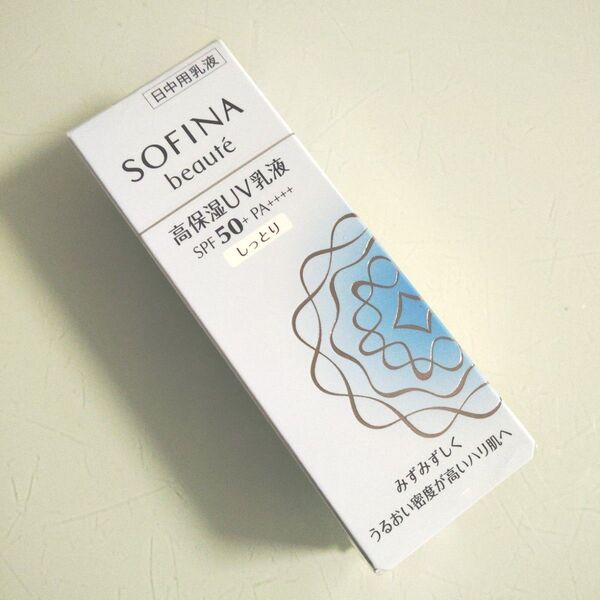 日中用乳液
SOFINA
beauté
高保湿UV乳液
SPF 50+ PA++++
しっとり
みずみずしく
うるおい密度が高いハリ肌へ